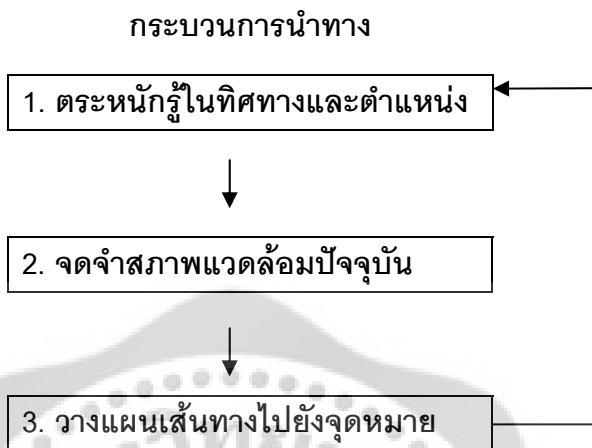 กระบวนการนำทาง
1. ตระหนักรู้ในทิศทางและตำแหน่ง
2. จดจำสภาพแวดล้อมปัจจุบัน
3. วางแผนเส้นทางไปยังจุดหมาย